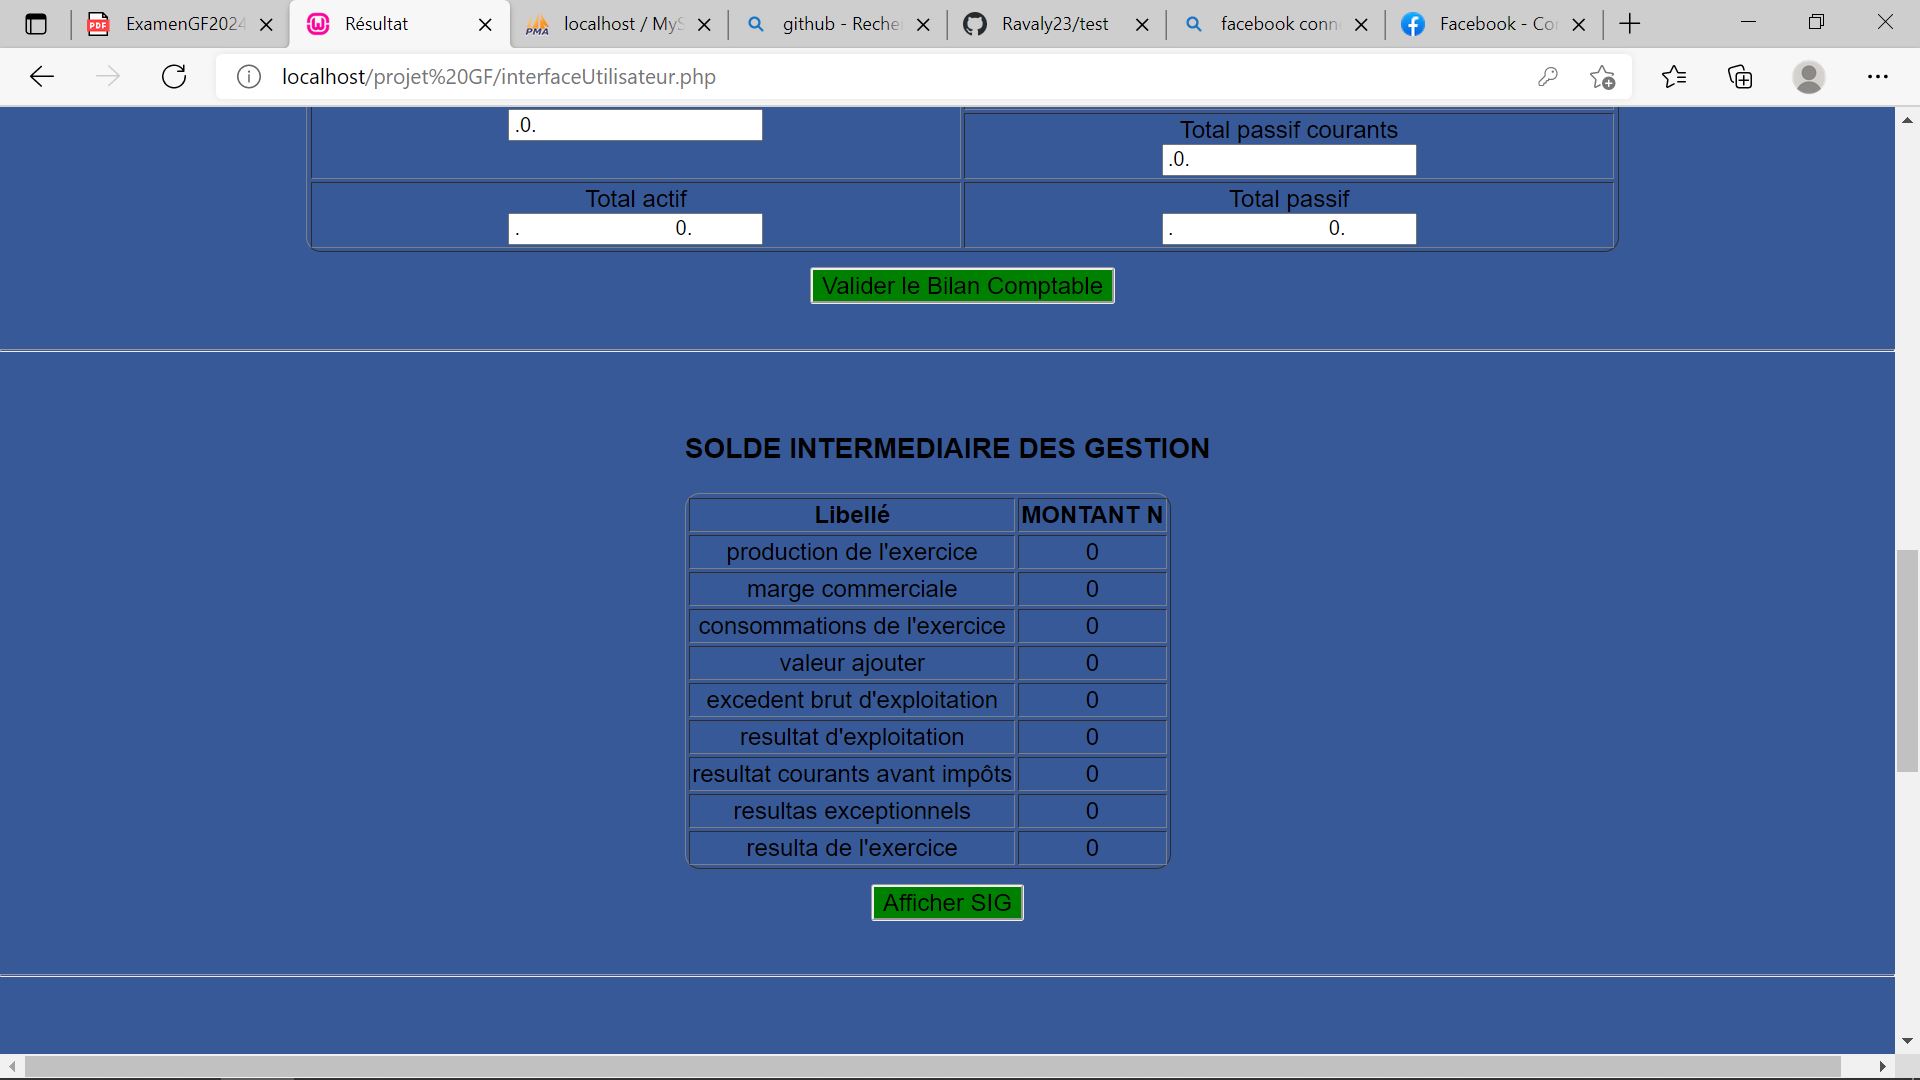 ExamenGF2024
Résultat
localhost / MyS
github - Reche
Ravaly23/test
facebook conn
Facebook - Co
localhost/projet%20GF/interfaceUtilisateur.php
.0.
Total passif courants
.0.
Total actif
Total passif
. 0.
. 0.
Valider le Bilan Comptable
SOLDE INTERMEDIAIRE DES GESTION
Libellé MONTANT N
production de l'exercice 0
marge commerciale 0
consommations de l'exercice 0
valeur ajouter 0
excedent brut d'exploitation 0
resultat d'exploitation 0
resultat courants avant impôts 0
resultas exceptionnels 0
resulta de l'exercice 0
Afficher SIG